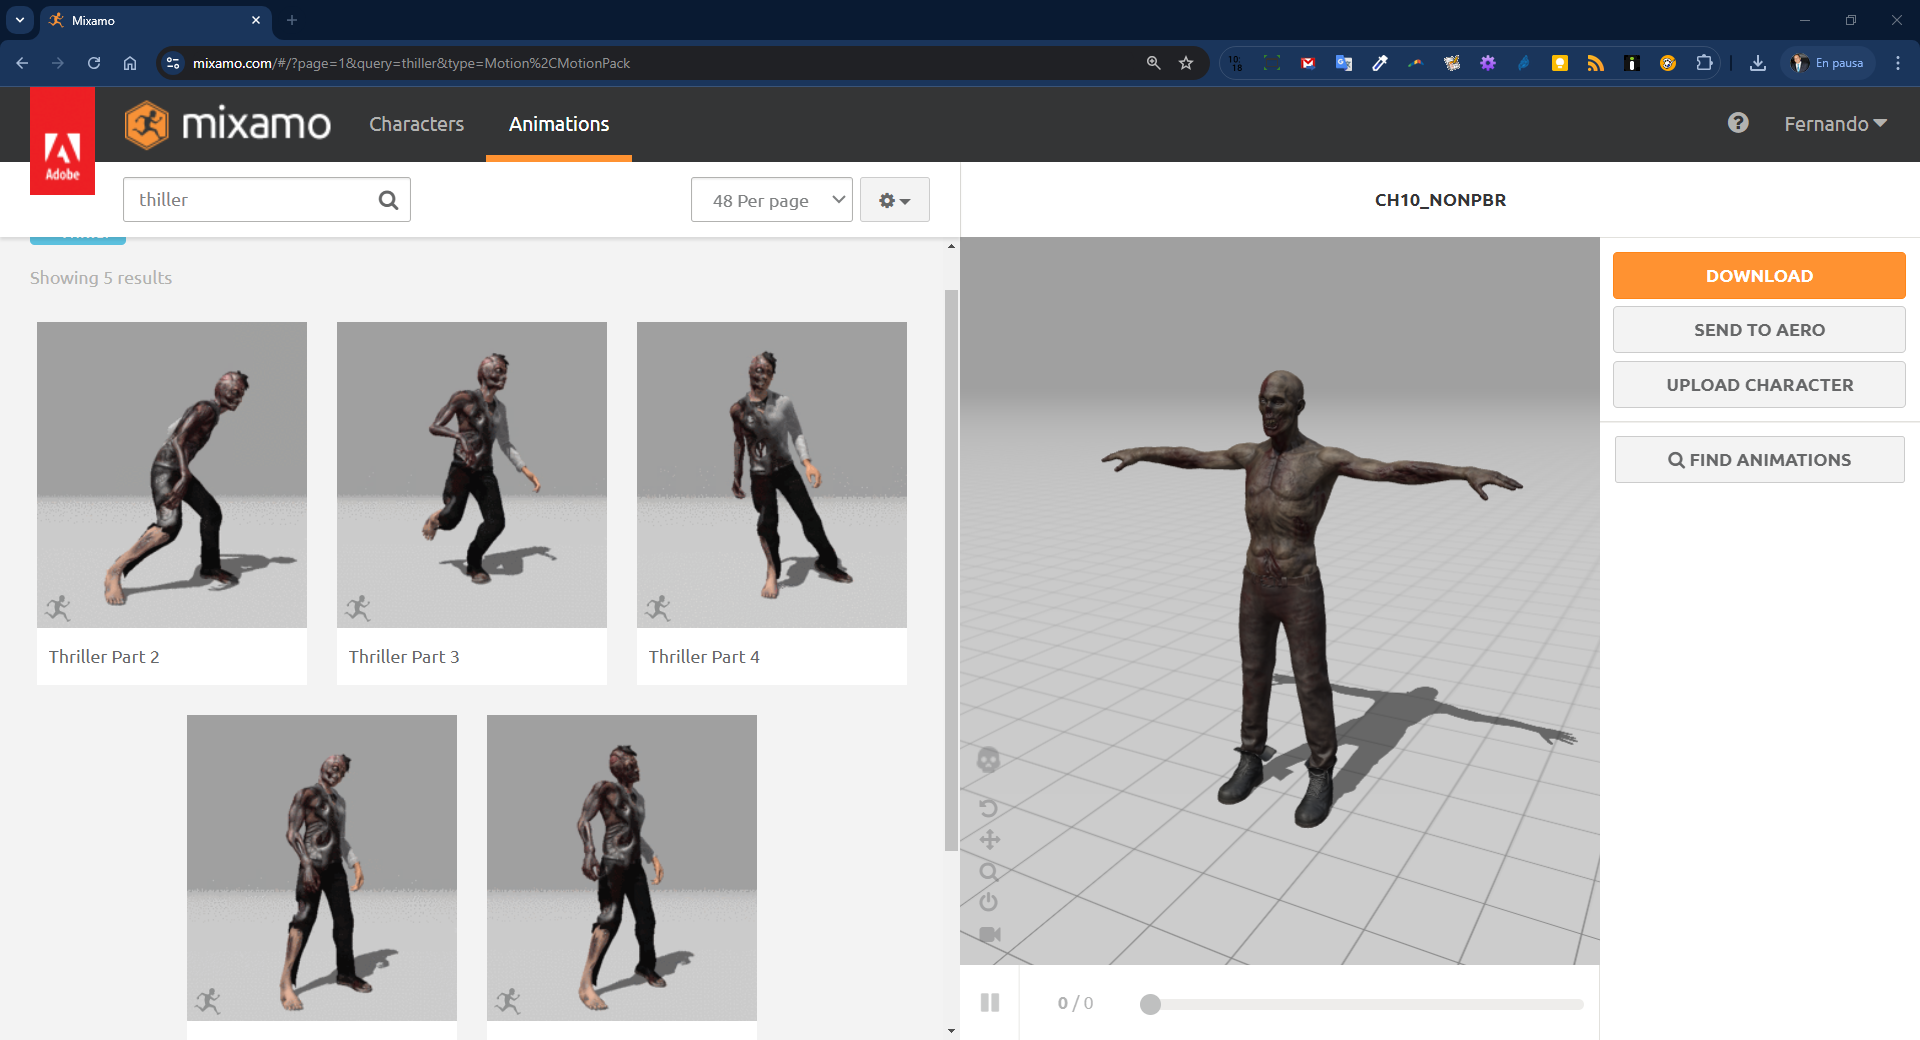 Mixamo
mixamo.com/#/?page=1&query=thiller&type=Motion%2CMotionPack
10:
18
En pausa
Adobe
mixamo
Characters
Animations
Fernando
thiller
48 Per page
CH10_NONPBR
Showing 5 results
DOWNLOAD
SEND TO AERO
UPLOAD CHARACTER
FIND ANIMATIONS
Thriller Part 2
Thriller Part 3
Thriller Part 4
0 / 0